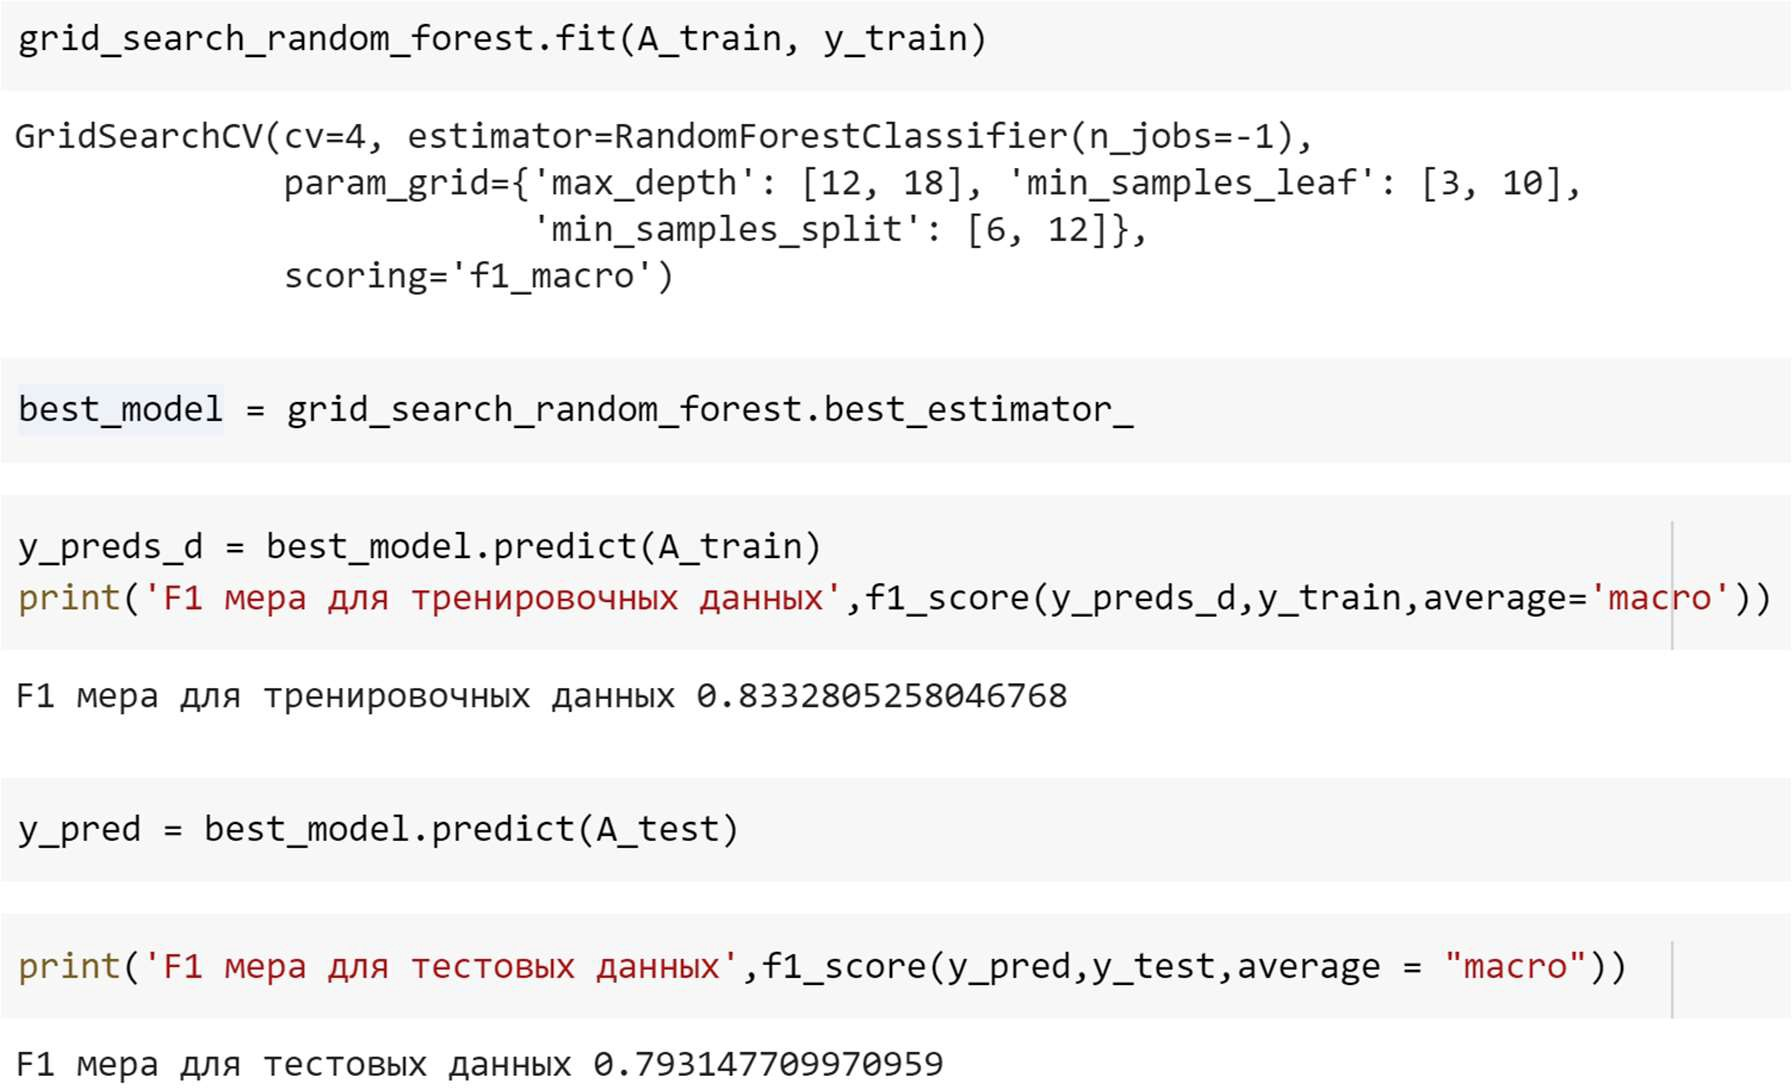 grid_search_random_forest.fit(A_train, y_train)
GridSearchCV(cv=4, estimator=RandomForestClassifier(n_jobs=-1),
param_grid={'max_depth': [12, 18], 'min_samples_leaf': [3, 10],
'min_samples_split': [6, 12]},
scoring='f1_macro')
best_model = grid_search_random_forest.best_estimator_
y_preds_d = best_model.predict(A_train)
print('F1 мера для тренировочных данных',f1_score(y_preds_d,y_train,average='macro'))
F1 мера для тренировочных данных 0.8332805258046768
y_pred = best_model.predict(A_test)
print('F1 мера для тестовых данных',f1_score(y_pred,y_test,average = "macro"))
F1 мера для тестовых данных 0.793147709970959